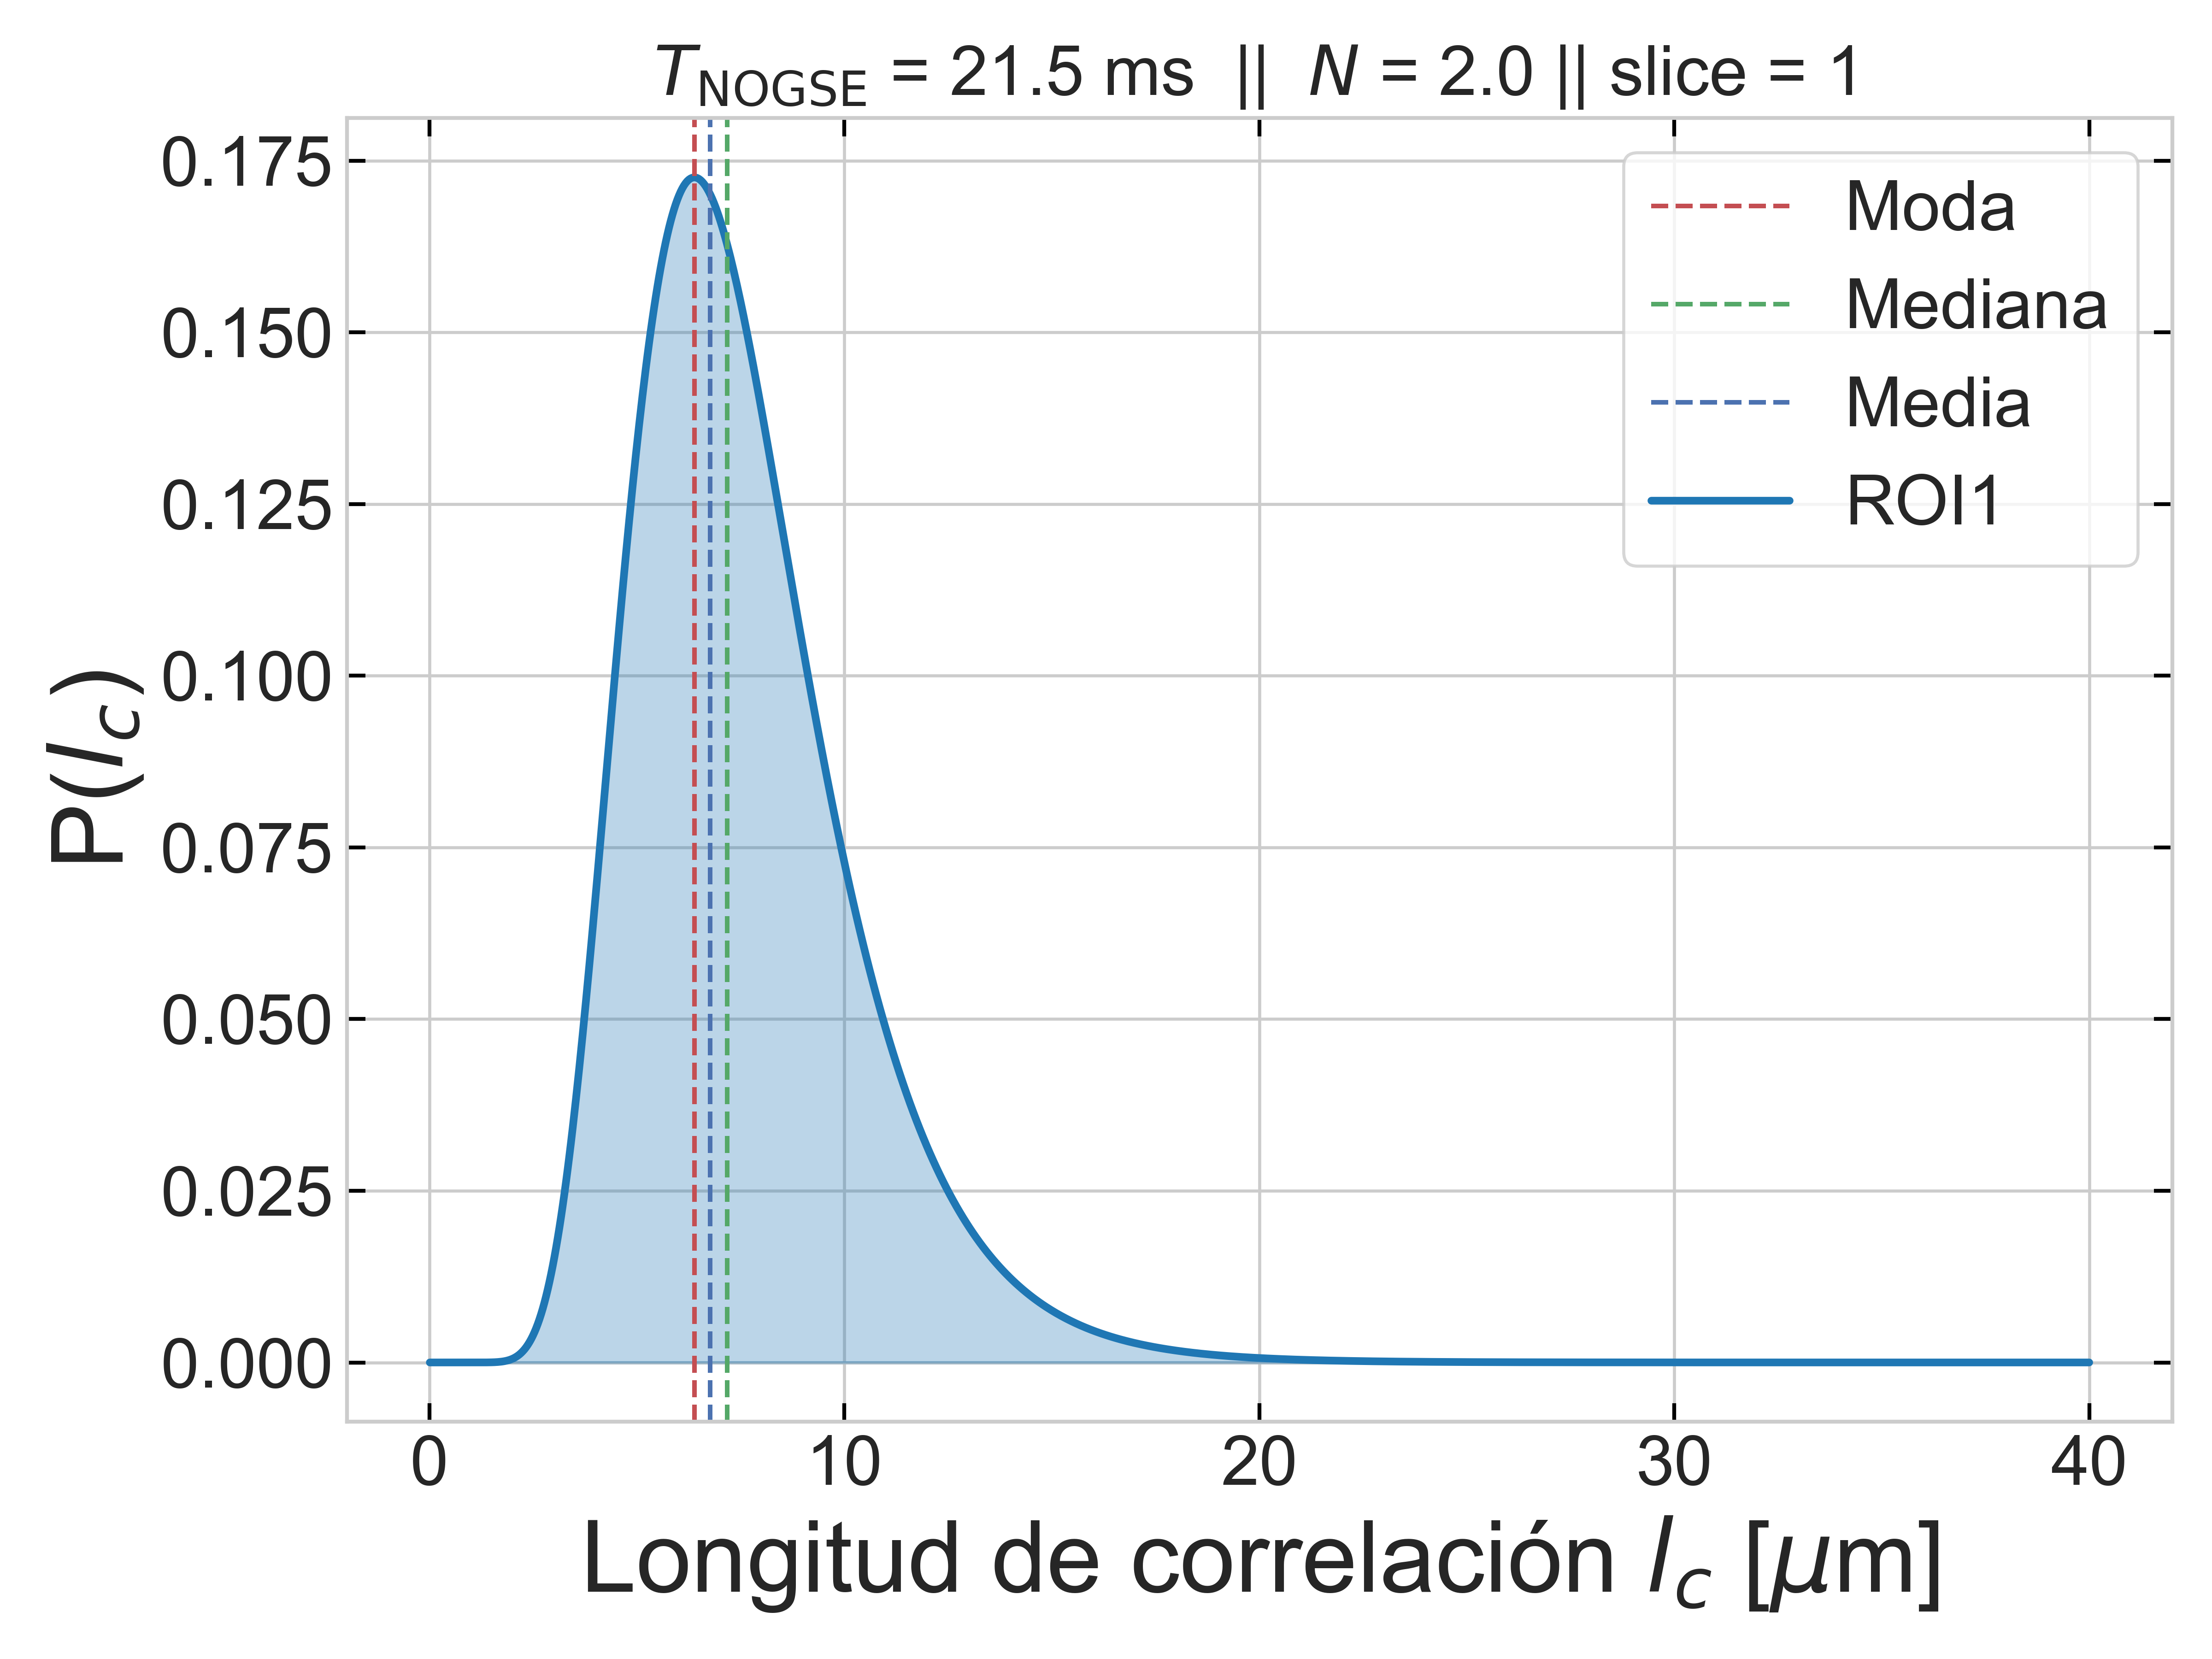 T_NOGSE = 21.5 ms || N = 2.0 || slice = 1
P(l_c)
0.175
0.150
0.125
0.100
0.075
0.050
0.025
0.000
Moda
Mediana
Media
ROI1
0 10 20 30 40
Longitud de correlación l_c [μm]